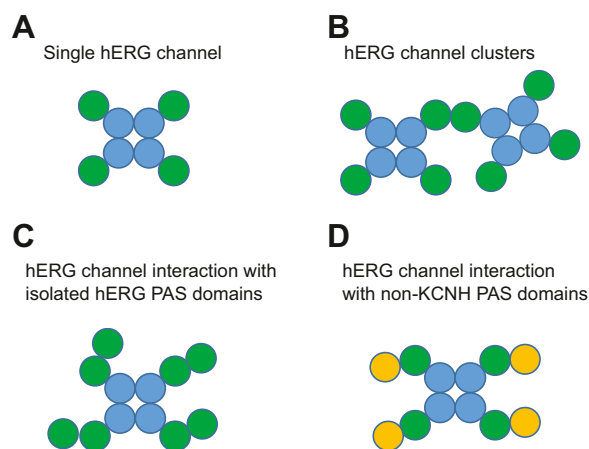 A
Single hERG channel
B
hERG channel clusters
C
hERG channel interaction with
isolated hERG PAS domains
D
hERG channel interaction
with non-KCNH PAS domains